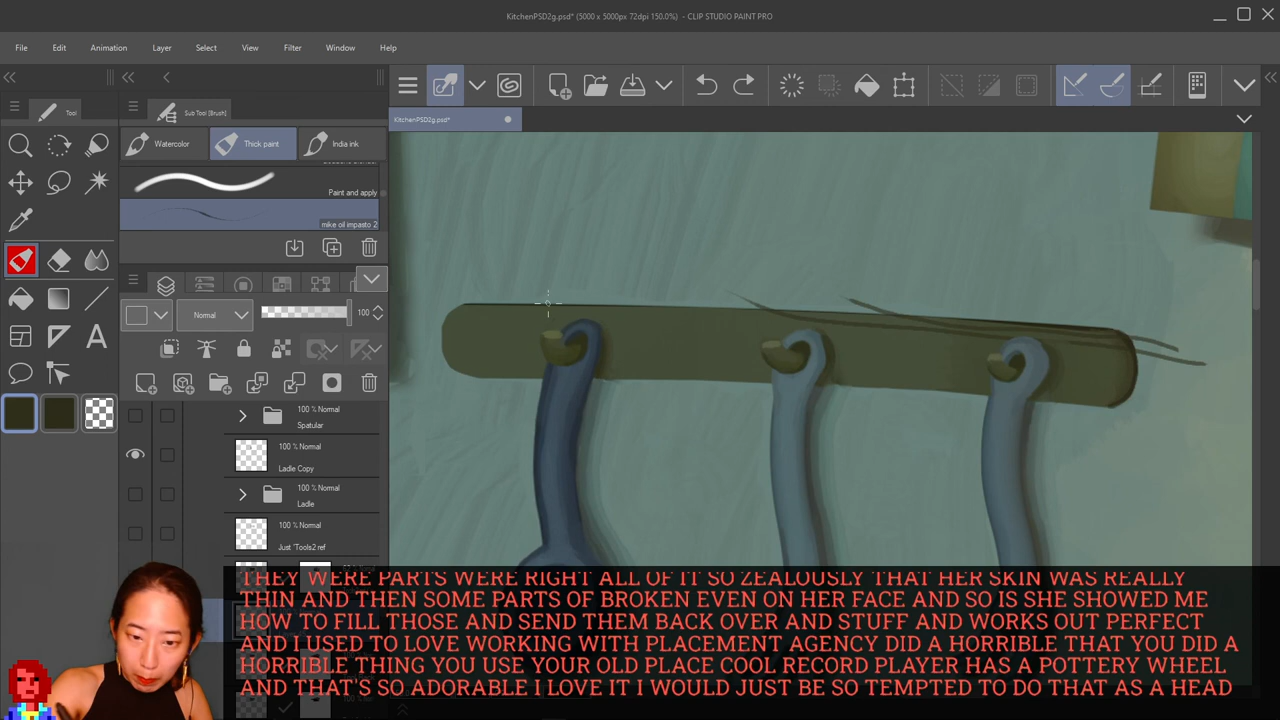 KitchenPSD2g.psd* (5000 x 5000px 72dpi 150.0%) - CLIP STUDIO PAINT PRO
File Edit Animation Layer Select View Filter Window Help
Tool
Sub Tool [Brush]
KitchenPSD2g.psd*
Watercolor Thick paint India ink
Paint and apply
mike oil impasto 2
Normal 100
100 % Normal
Spatular
100 % Normal
Ladle Copy
100 % Normal
Ladle
100 % Normal
Just 'Tools2 ref
THEY WERE PARTS WERE RIGHT ALL OF IT SO ZEALOUSLY THAT HER SKIN WAS REALLY
THIN AND THEN SOME PARTS OF BROKEN EVEN ON HER FACE AND SO IS SHE SHOWED ME
HOW TO FILL THOSE AND SEND THEM BACK OVER AND STUFF AND WORKS OUT PERFECT
AND I USED TO LOVE WORKING WITH PLACEMENT AGENCY DID A HORRIBLE THAT YOU DID A
HORRIBLE THING YOU USE YOUR OLD PLACE COOL RECORD PLAYER HAS A POTTERY WHEEL
AND THAT'S SO ADORABLE I LOVE IT I WOULD JUST BE SO TEMPTED TO DO THAT AS A HEAD